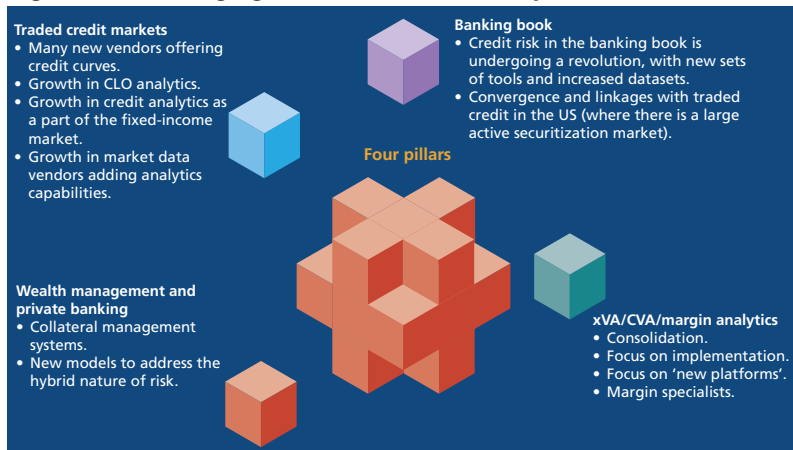 Traded credit markets
• Many new vendors offering
credit curves.
• Growth in CLO analytics.
• Growth in credit analytics as
a part of the fixed-income
market.
• Growth in market data
vendors adding analytics
capabilities.
Banking book
• Credit risk in the banking book is
undergoing a revolution, with new sets
of tools and increased datasets.
• Convergence and linkages with traded
credit in the US (where there is a large
active securitization market).
Four pillars
Wealth management and
private banking
• Collateral management
systems.
• New models to address the
hybrid nature of risk.
xVA/CVA/margin analytics
• Consolidation.
• Focus on implementation.
• Focus on ‘new platforms’.
• Margin specialists.